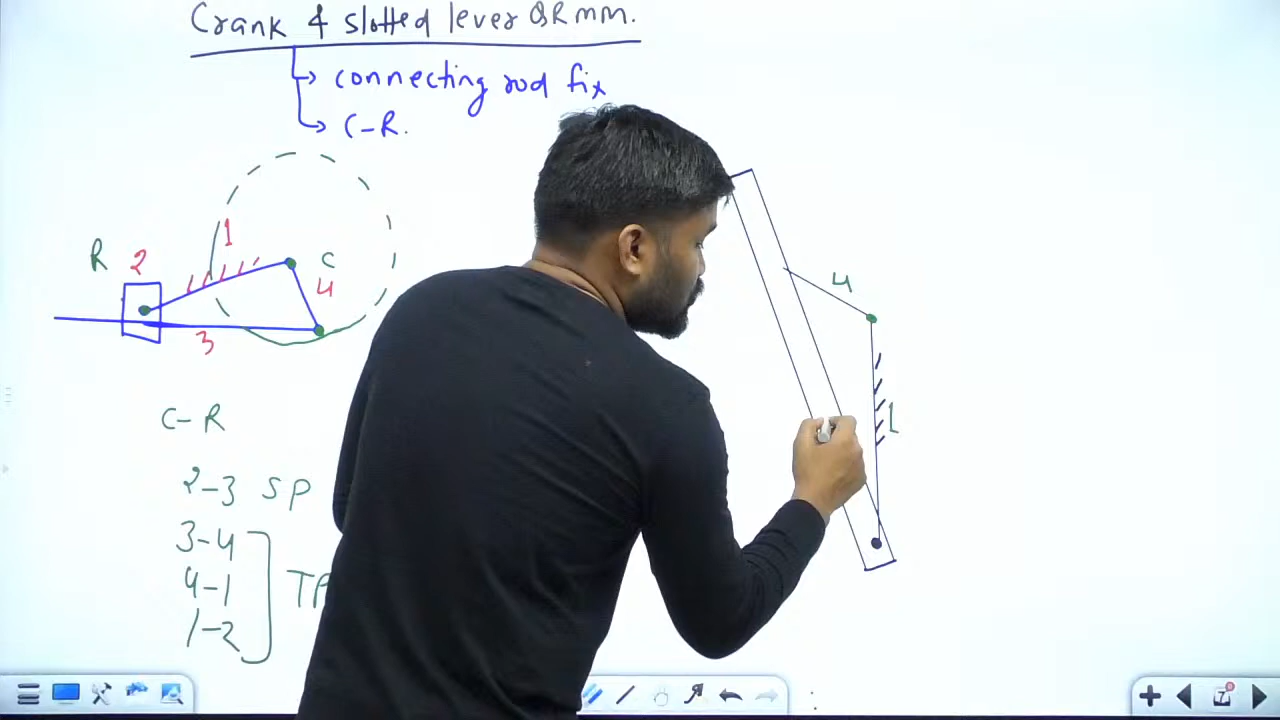 Crank & slotted lever QRmm.
connecting rod fix
C-R.
1
R 2 C
4
3
C-R
2-3 SP
3-4
4-1 TP
1-2
4
1